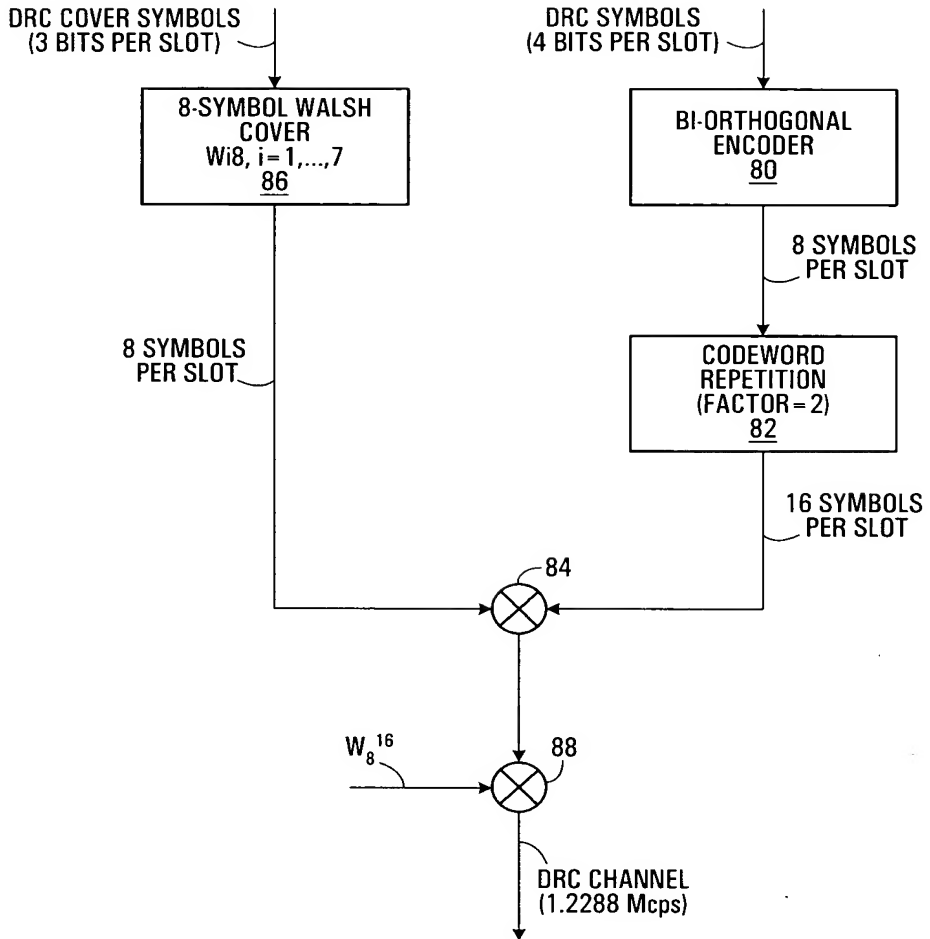 DRC COVER SYMBOLS
(3 BITS PER SLOT)
DRC SYMBOLS
(4 BITS PER SLOT)
8-SYMBOL WALSH
COVER
Wi8, i = 1,...,7
86
BI-ORTHOGONAL
ENCODER
80
8 SYMBOLS
PER SLOT
8 SYMBOLS
PER SLOT
CODEWORD
REPETITION
(FACTOR = 2)
82
16 SYMBOLS
PER SLOT
84
W₈¹⁶
88
DRC CHANNEL
(1.2288 Mcps)